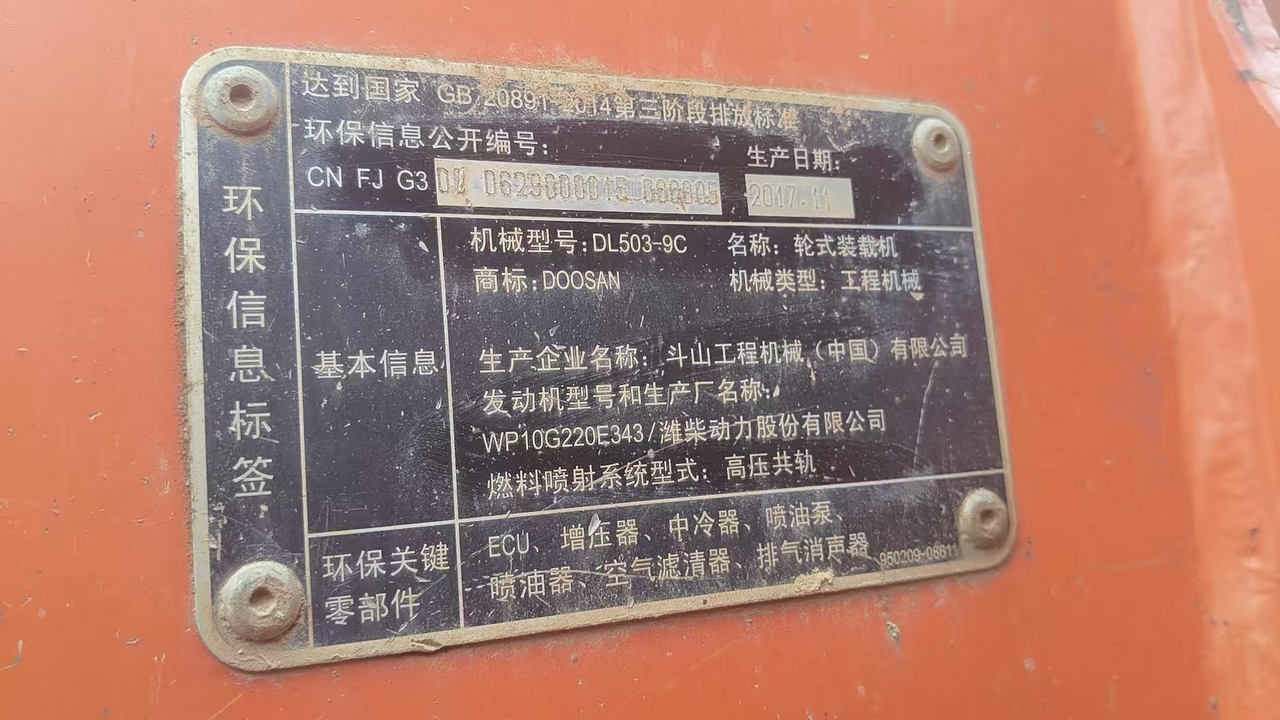 环保信息标签
达到国家 GB 20891-2014第三阶段排放标准
环保信息公开编号:
生产日期:
CN FJ G3
2017.11
基本信息
机械型号:DL503-9C 名称: 轮式装载机
商标:DOOSAN 机械类型: 工程机械
生产企业名称: 斗山工程机械(中国)有限公司
发动机型号和生产厂名称:
WP10G220E343/潍柴动力股份有限公司
燃料喷射系统型式: 高压共轨
环保关键
零部件
ECU、增压器、中冷器、喷油泵、
喷油器、空气滤清器、排气消声器
950209-08611